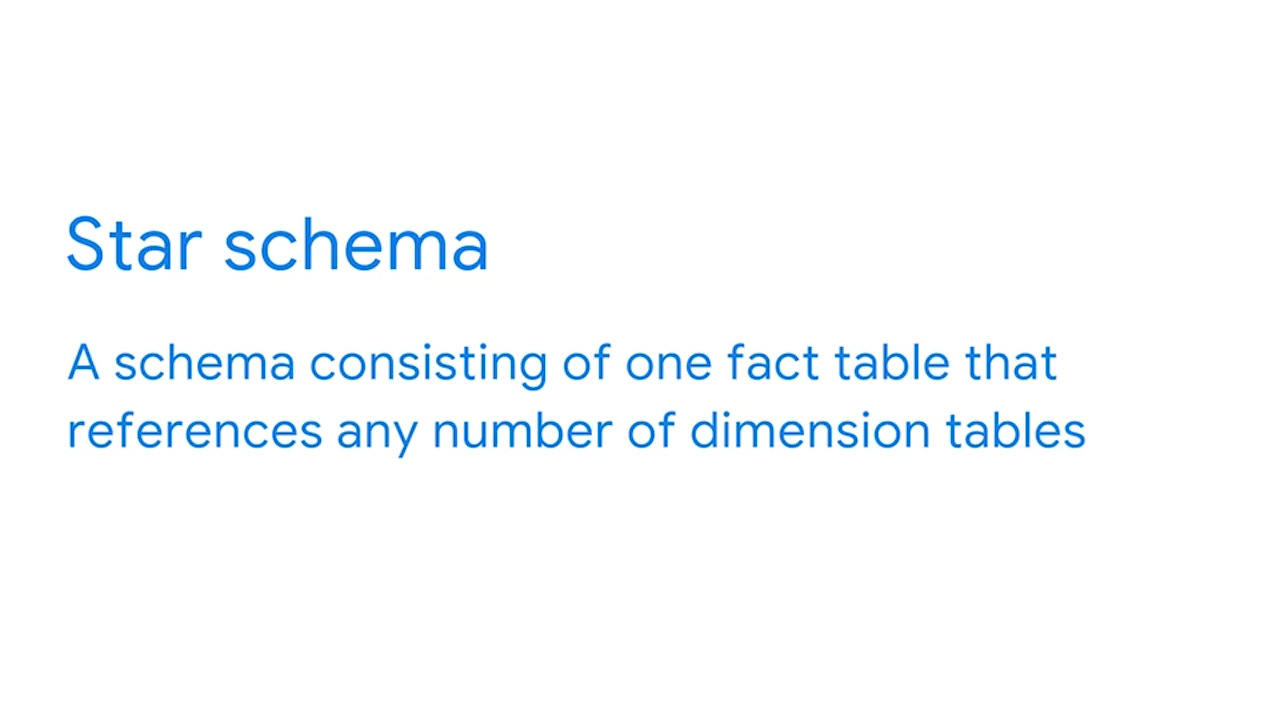 Star schema
A schema consisting of one fact table that
references any number of dimension tables